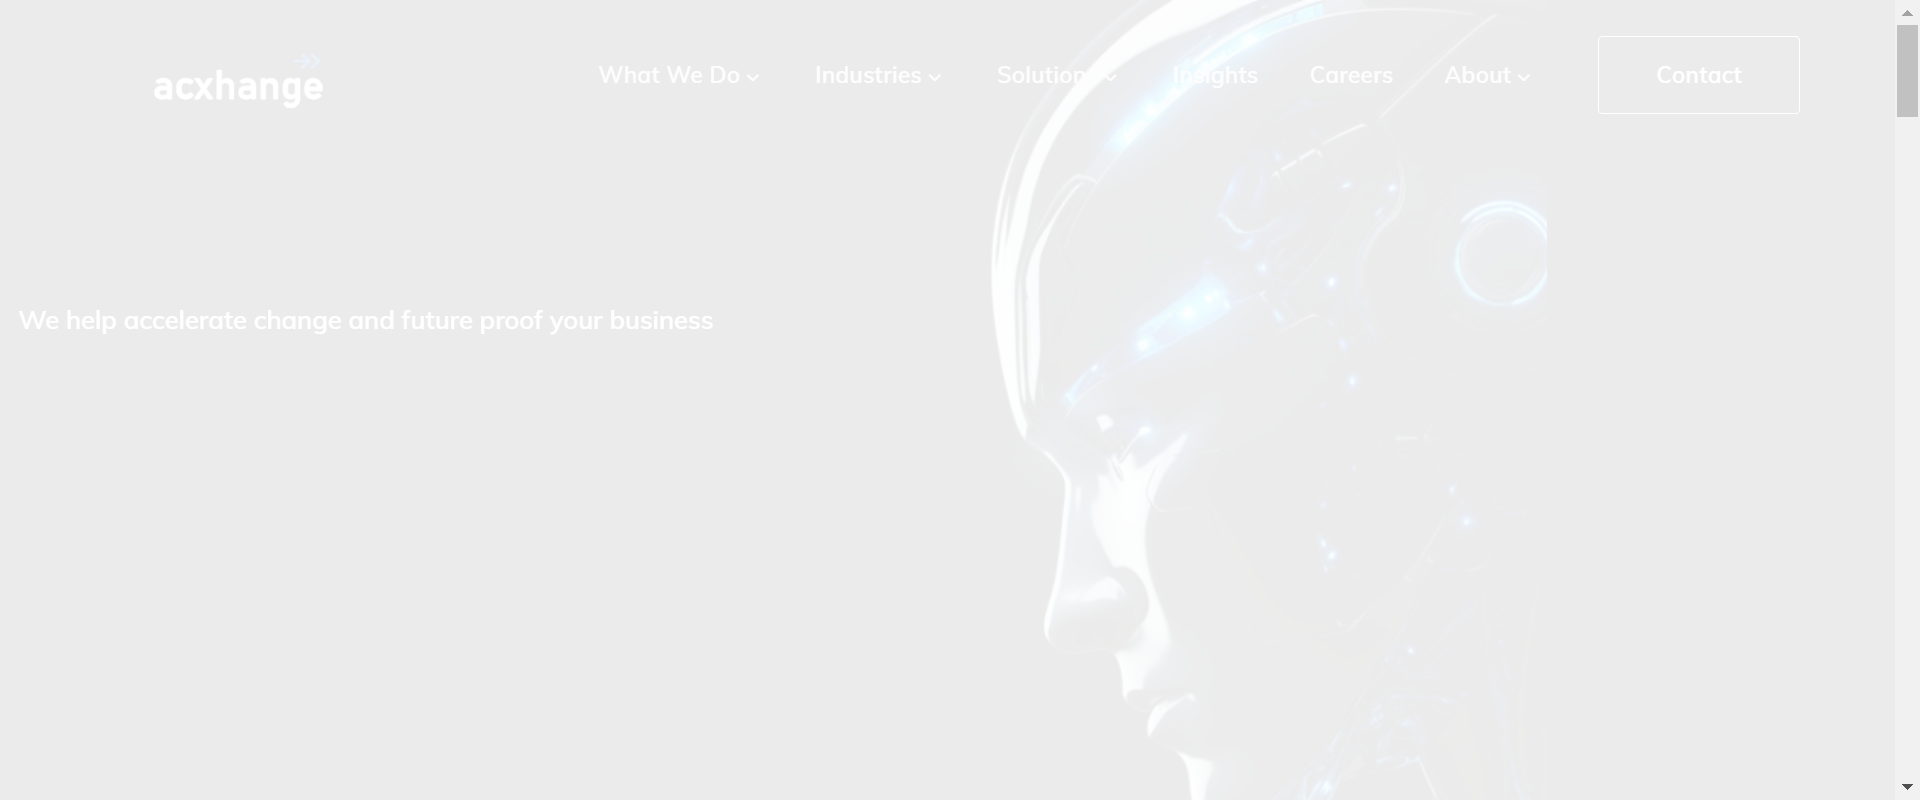 acxhange
What We Do
Industries
Solutions
Insights
Careers
About
Contact
We help accelerate change and future proof your business